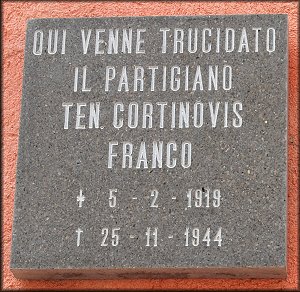 QUI VENNE TRUCIDATO
IL PARTIGIANO
TEN. CORTINOVIS
FRANCO
* 5 - 2 - 1919
† 25 - 11 - 1944